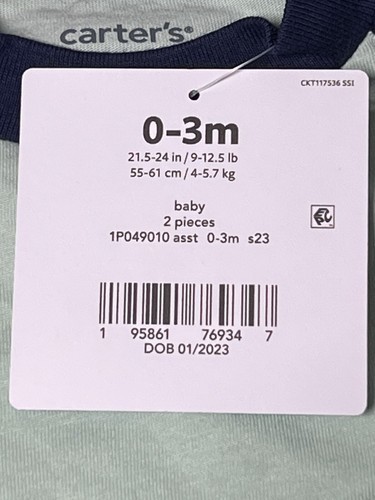 carter's®
CKT117536 SSI
0-3m
21.5-24 in / 9-12.5 lb
55-61 cm / 4-5.7 kg
baby
2 pieces
1P049010 asst 0-3m s23
1 95861 76934 7
DOB 01/2023